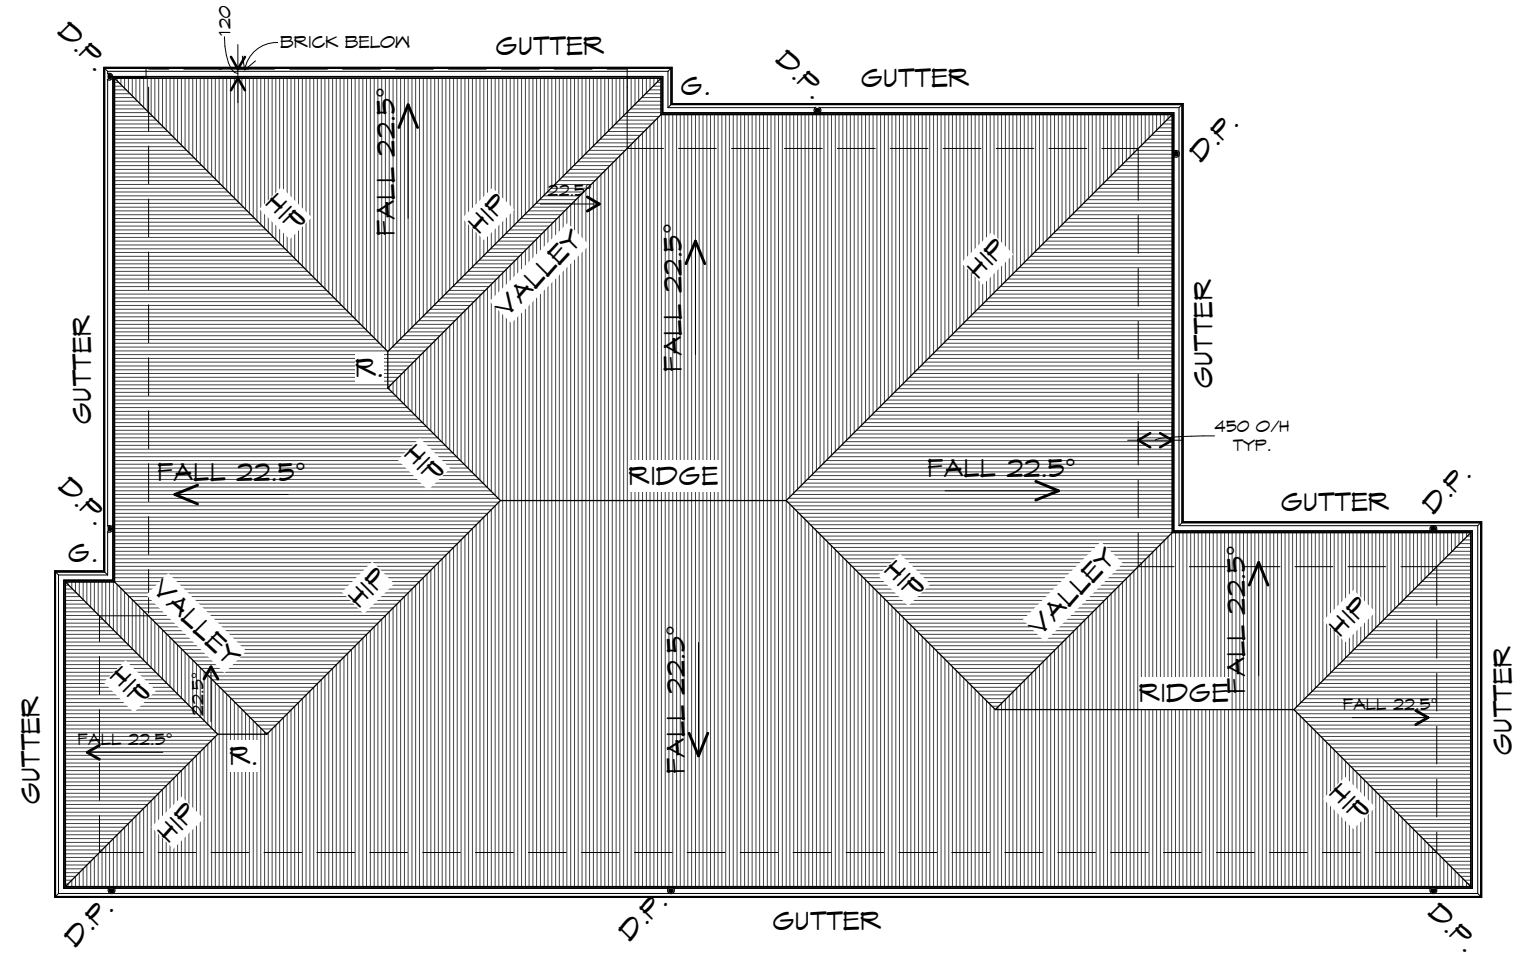 120
BRICK BELOW
GUTTER
D.P.
G.
D.P.
GUTTER
D.P.
FALL 22.5°
22.5°
HIP
HIP
VALLEY
FALL 22.5°
HIP
GUTTER
GUTTER
R.
450 O/H
TYP.
HIP
FALL 22.5°
RIDGE
FALL 22.5°
D.P.
GUTTER
D.P.
G.
VALLEY
HIP
HIP
VALLEY
FALL 22.5°
HIP
HIP
22.5°
FALL 22.5°
RIDGE
FALL 22.5°
GUTTER
GUTTER
FALL 22.5°
R.
HIP
HIP
D.P.
D.P.
GUTTER
D.P.